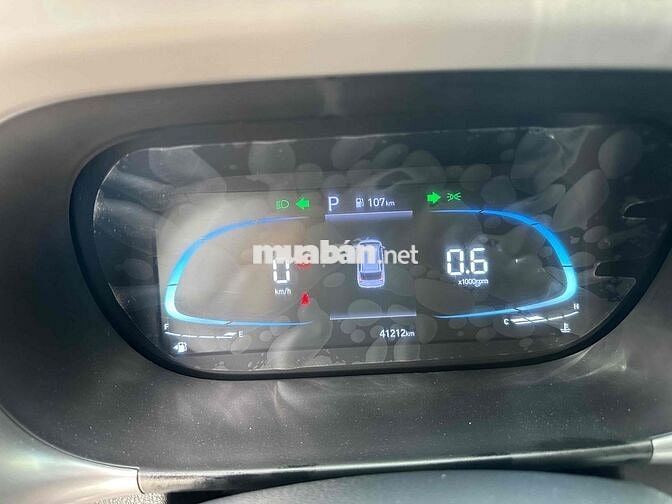 P 107km
muaban.net
0
km/h
0.6
x1000rpm
F E
C H
41212km